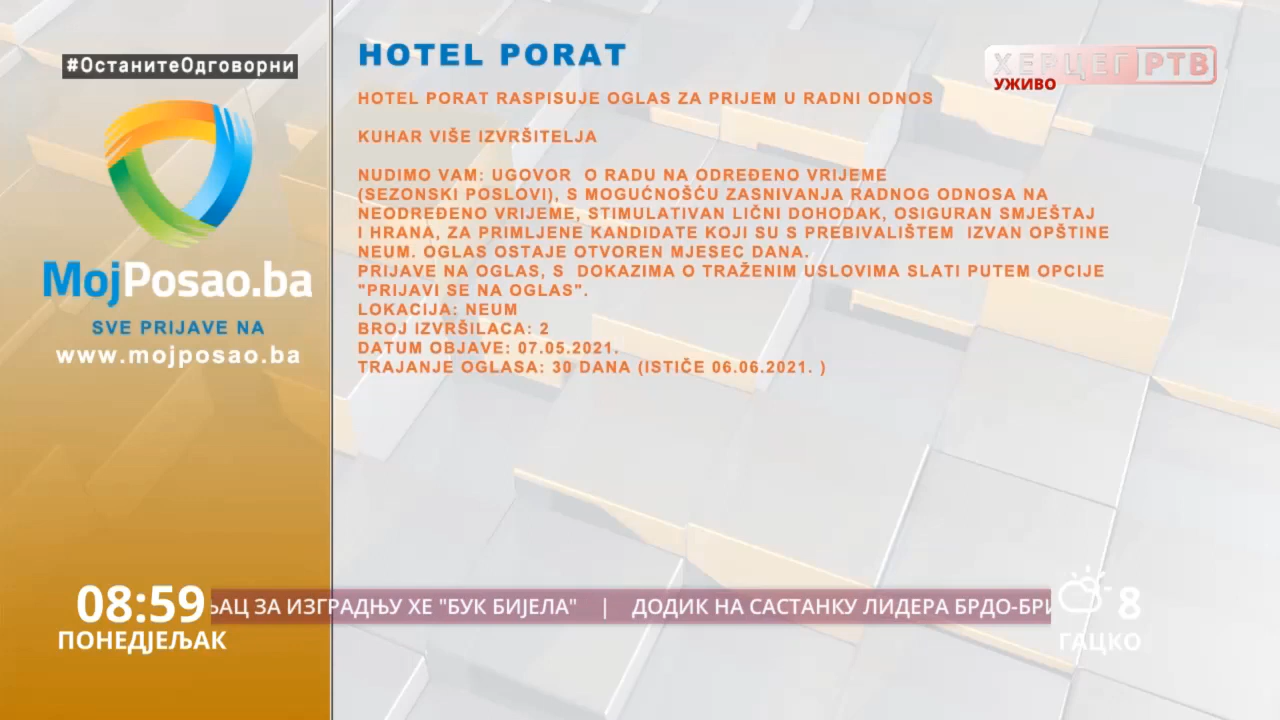 #ОстанитеОдговорни
MojPosao.ba
SVE PRIJAVE NA
www.mojposao.ba
HOTEL PORAT
HOTEL PORAT RASPISUJE OGLAS ZA PRIJEM U RADNI ODNOS
KUHAR VIŠE IZVRŠITELJA
NUDIMO VAM: UGOVOR O RADU NA ODREĐENO VRIJEME
(SEZONSKI POSLOVI), S MOGUĆNOŠĆU ZASNIVANJA RADNOG ODNOSA NA
NEODREĐENO VRIJEME, STIMULATIVAN LIČNI DOHODAK, OSIGURAN SMJEŠTAJ
I HRANA, ZA PRIMLJENE KANDIDATE KOJI SU S PREBIVALIŠTEM IZVAN OPŠTINE
NEUM. OGLAS OSTAJE OTVOREN MJESEC DANA.
PRIJAVE NA OGLAS, S DOKAZIMA O TRAŽENIM USLOVIMA SLATI PUTEM OPCIJE
"PRIJAVI SE NA OGLAS".
LOKACIJA: NEUM
BROJ IZVRŠILACA: 2
DATUM OBJAVE: 07.05.2021.
TRAJANJE OGLASA: 30 DANA (ISTIČE 06.06.2021. )
ХЕРЦЕГ РТВ
УЖИВО
08:59
ПОНЕДЈЕЉАК
ЉАЦ ЗА ИЗГРАДЊУ ХЕ "БУК БИЈЕЛА" | ДОДИК НА САСТАНКУ ЛИДЕРА БРДО-БРИ
8
ГАЦКО